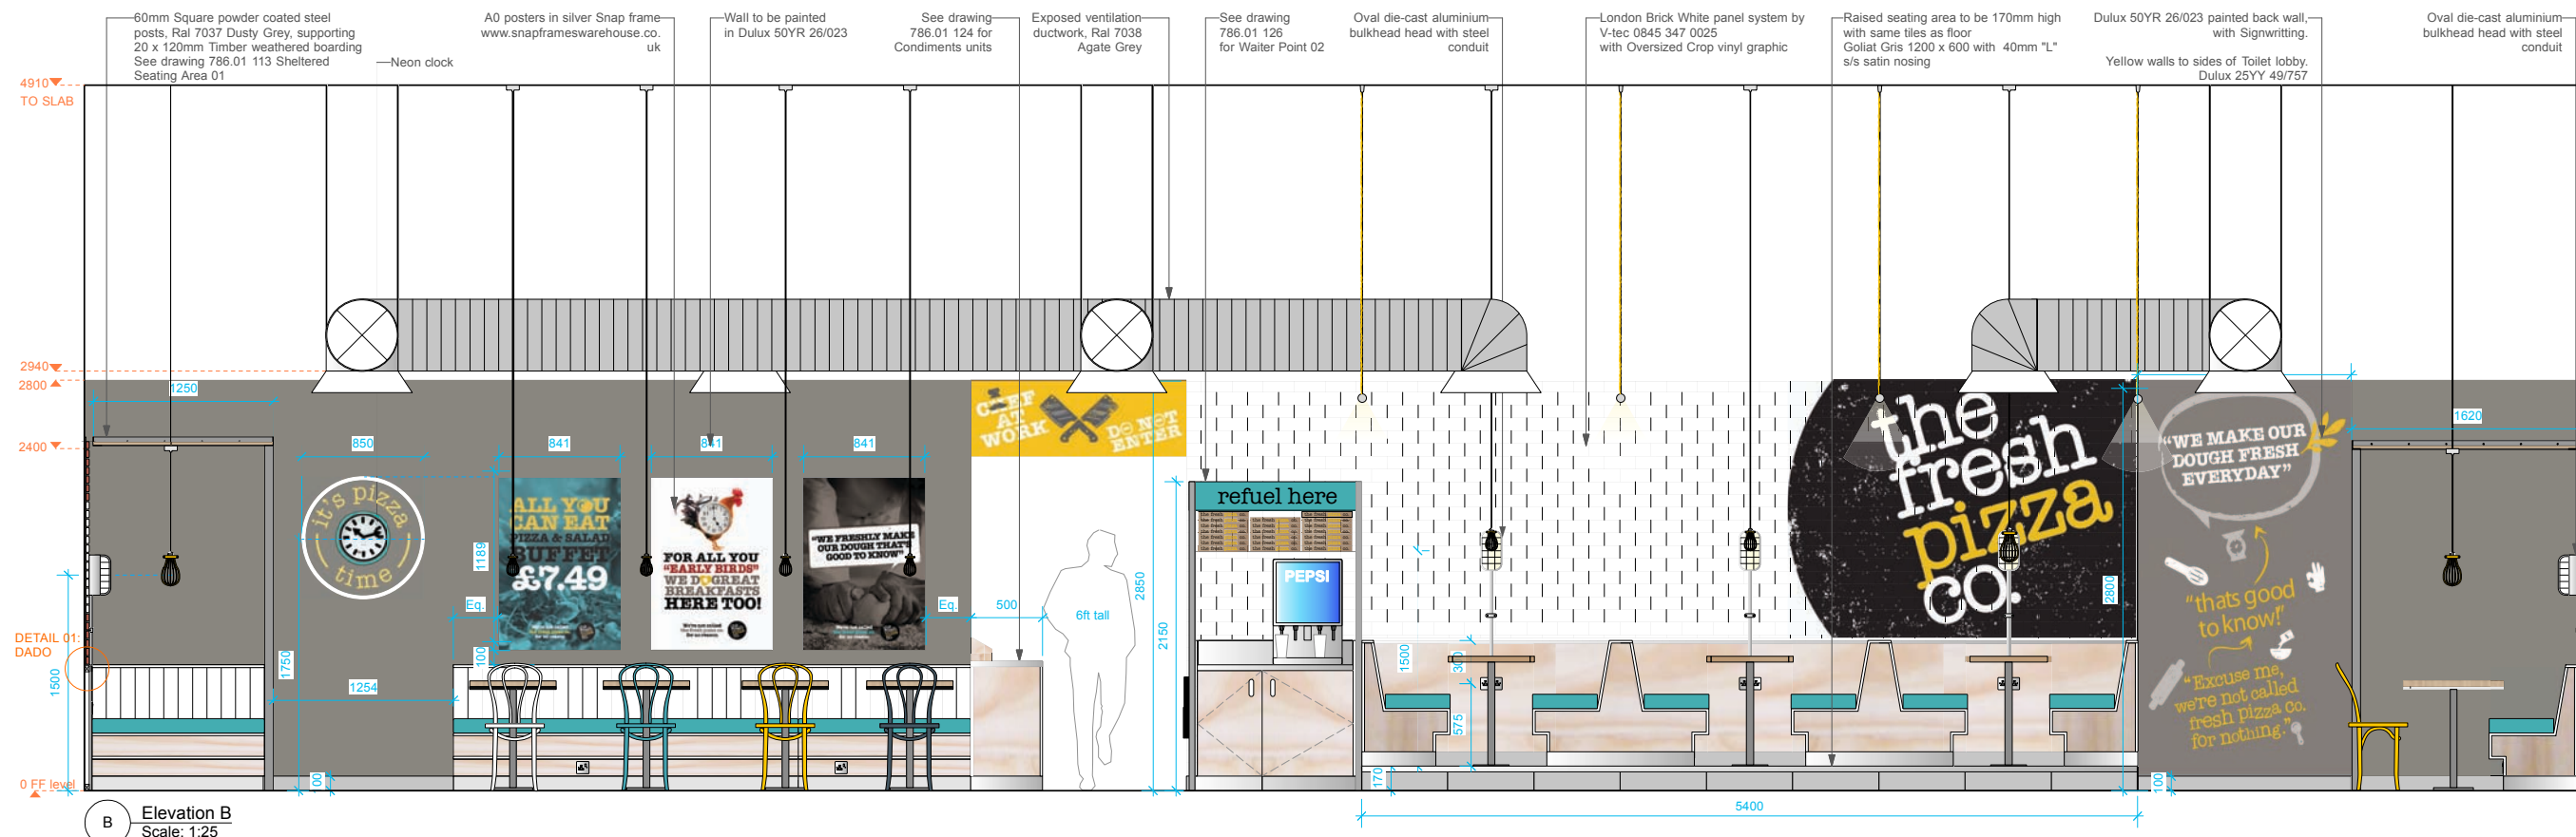 60mm Square powder coated steel
posts, Ral 7037 Dusty Grey, supporting
20 x 120mm Timber weathered boarding
See drawing 786.01 113 Sheltered
Seating Area 01
Neon clock
A0 posters in silver Snap frame
www.snapframeswarehouse.co.
uk
Wall to be painted
in Dulux 50YR 26/023
See drawing
786.01 124 for
Condiments units
Exposed ventilation
ductwork, Ral 7038
Agate Grey
See drawing
786.01 126
for Waiter Point 02
Oval die-cast aluminium
bulkhead head with steel
conduit
London Brick White panel system by
V-tec 0845 347 0025
with Oversized Crop vinyl graphic
Raised seating area to be 170mm high
with same tiles as floor
Goliat Gris 1200 x 600 with 40mm "L"
s/s satin nosing
Dulux 50YR 26/023 painted back wall,
with Signwritting.
Yellow walls to sides of Toilet lobby.
Dulux 25YY 49/757
Oval die-cast aluminium
bulkhead head with steel
conduit
4910
TO SLAB
2940
2800
2400
DETAIL 01:
DADO
1500
0 FF level
1250
850
841
841
841
it's pizza
time
1750
1254
100
1189
100
Eq.
ALL YOU
CAN EAT
PIZZA & SALAD
BUFFET
£7.49
FOR ALL YOU
"EARLY BIRDS"
WE DO GREAT
BREAKFASTS
HERE TOO!
"WE FRESHLY MAKE
OUR DOUGH THAT'S
GOOD TO KNOW"
Eq.
500
CHEF
AT
WORK
DO NOT
ENTER
6ft tall
2850
2150
refuel here
PEPSI
1500
300
575
170
5400
the
fresh
pizza
co.
2800
100
"WE MAKE OUR
DOUGH FRESH
EVERYDAY"
"thats good
to know!"
"Excuse me,
we're not called
fresh pizza co.
for nothing."
1620
B
Elevation B
Scale: 1:25